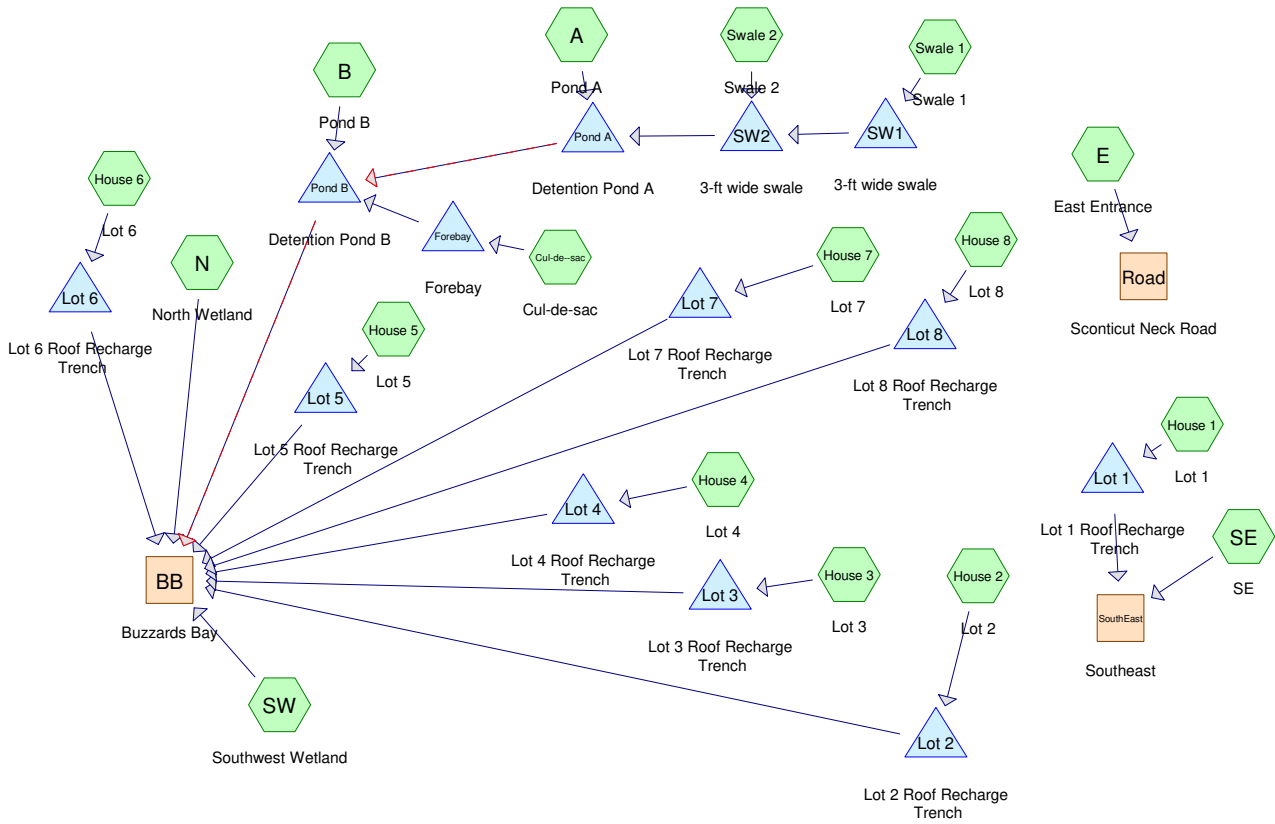 A
Pond A
Swale 2
Swale 2
Swale 1
Swale 1
B
Pond B
Pond A
Detention Pond A
SW2
3-ft wide swale
SW1
3-ft wide swale
E
East Entrance
Road
Sconticut Neck Road
House 6
Lot 6
Pond B
Detention Pond B
Forebay
Forebay
Cul-de--sac
Cul-de-sac
House 7
Lot 7
House 8
Lot 8
N
North Wetland
Lot 6
Lot 6 Roof Recharge
Trench
Lot 7
Lot 7 Roof Recharge
Trench
Lot 8
Lot 8 Roof Recharge
Trench
House 5
Lot 5
Lot 5
Lot 5 Roof Recharge
Trench
House 1
Lot 1
Lot 1
Lot 1 Roof Recharge
Trench
House 4
Lot 4
Lot 4
Lot 4 Roof Recharge
Trench
SE
SE
BB
Buzzards Bay
House 3
Lot 3
Lot 3
Lot 3 Roof Recharge
Trench
House 2
Lot 2
SouthEast
Southeast
SW
Southwest Wetland
Lot 2
Lot 2 Roof Recharge
Trench